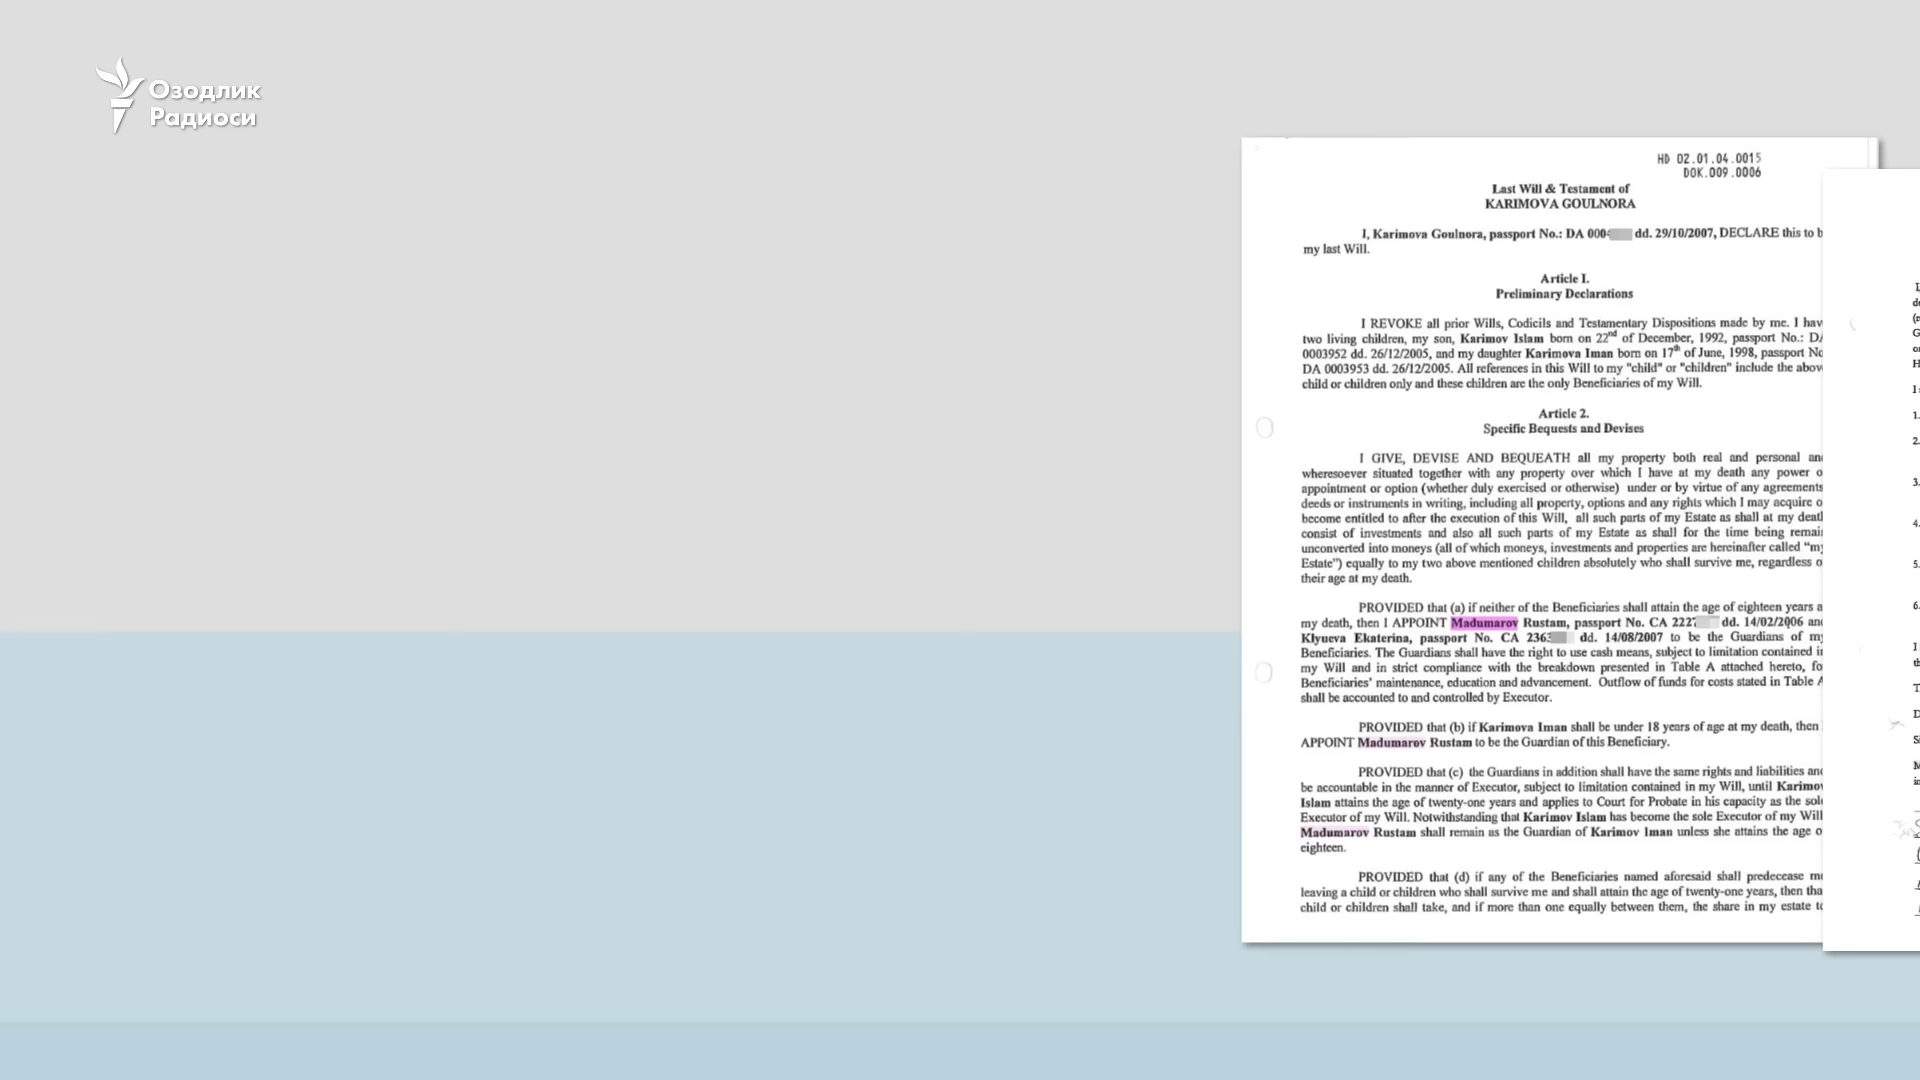 Озодлик
Радиоси
HD 02.01.04.0015
DOK.009.0006
Last Will & Testament of
KARIMOVA GOULNORA
I, Karimova Goulnora, passport No.: DA 000 dd. 29/10/2007, DECLARE this to b
my last Will.
Article I.
Preliminary Declarations
I REVOKE all prior Wills, Codicils and Testamentary Dispositions made by me. I hav
two living children, my son, Karimov Islam born on 22nd of December, 1992, passport No.: DA
0003952 dd. 26/12/2005, and my daughter Karimova Iman born on 17th of June, 1998, passport No
DA 0003953 dd. 26/12/2005. All references in this Will to my "child" or "children" include the abov
child or children only and these children are the only Beneficiaries of my Will.
Article 2.
Specific Bequests and Devises
I GIVE, DEVISE AND BEQUEATH all my property both real and personal an
wheresoever situated together with any property over which I have at my death any power o
appointment or option (whether duly exercised or otherwise) under or by virtue of any agreements
deeds or instruments in writing, including all property, options and any rights which I may acquire o
become entitled to after the execution of this Will, all such parts of my Estate as shall at my deat
consist of investments and also all such parts of my Estate as shall for the time being remai
unconverted into moneys (all of which moneys, investments and properties are hereinafter called "my
Estate") equally to my two above mentioned children absolutely who shall survive me, regardless o
their age at my death.
PROVIDED that (a) if neither of the Beneficiaries shall attain the age of eighteen years a
my death, then I APPOINT Madumarov Rustam, passport No. CA 222 dd. 14/02/2006 an
Klyueva Ekaterina, passport No. CA 236 dd. 14/08/2007 to be the Guardians of my
Beneficiaries. The Guardians shall have the right to use cash means, subject to limitation contained i
my Will and in strict compliance with the breakdown presented in Table A attached hereto, fo
Beneficiaries' maintenance, education and advancement. Outflow of funds for costs stated in Table A
shall be accounted to and controlled by Executor.
PROVIDED that (b) if Karimova Iman shall be under 18 years of age at my death, then
APPOINT Madumarov Rustam to be the Guardian of this Beneficiary.
PROVIDED that (c) the Guardians in addition shall have the same rights and liabilities an
be accountable in the manner of Executor, subject to limitation contained in my Will, until Karimov
Islam attains the age of twenty-one years and applies to Court for Probate in his capacity as the sol
Executor of my Will. Notwithstanding that Karimov Islam has become the sole Executor of my Will
Madumarov Rustam shall remain as the Guardian of Karimov Iman unless she attains the age o
eighteen.
PROVIDED that (d) if any of the Beneficiaries named aforesaid shall predecease m
leaving a child or children who shall survive me and shall attain the age of twenty-one years, then tha
child or children shall take, and if more than one equally between them, the share in my estate t
1.
2.
3.
4.
5.
6.